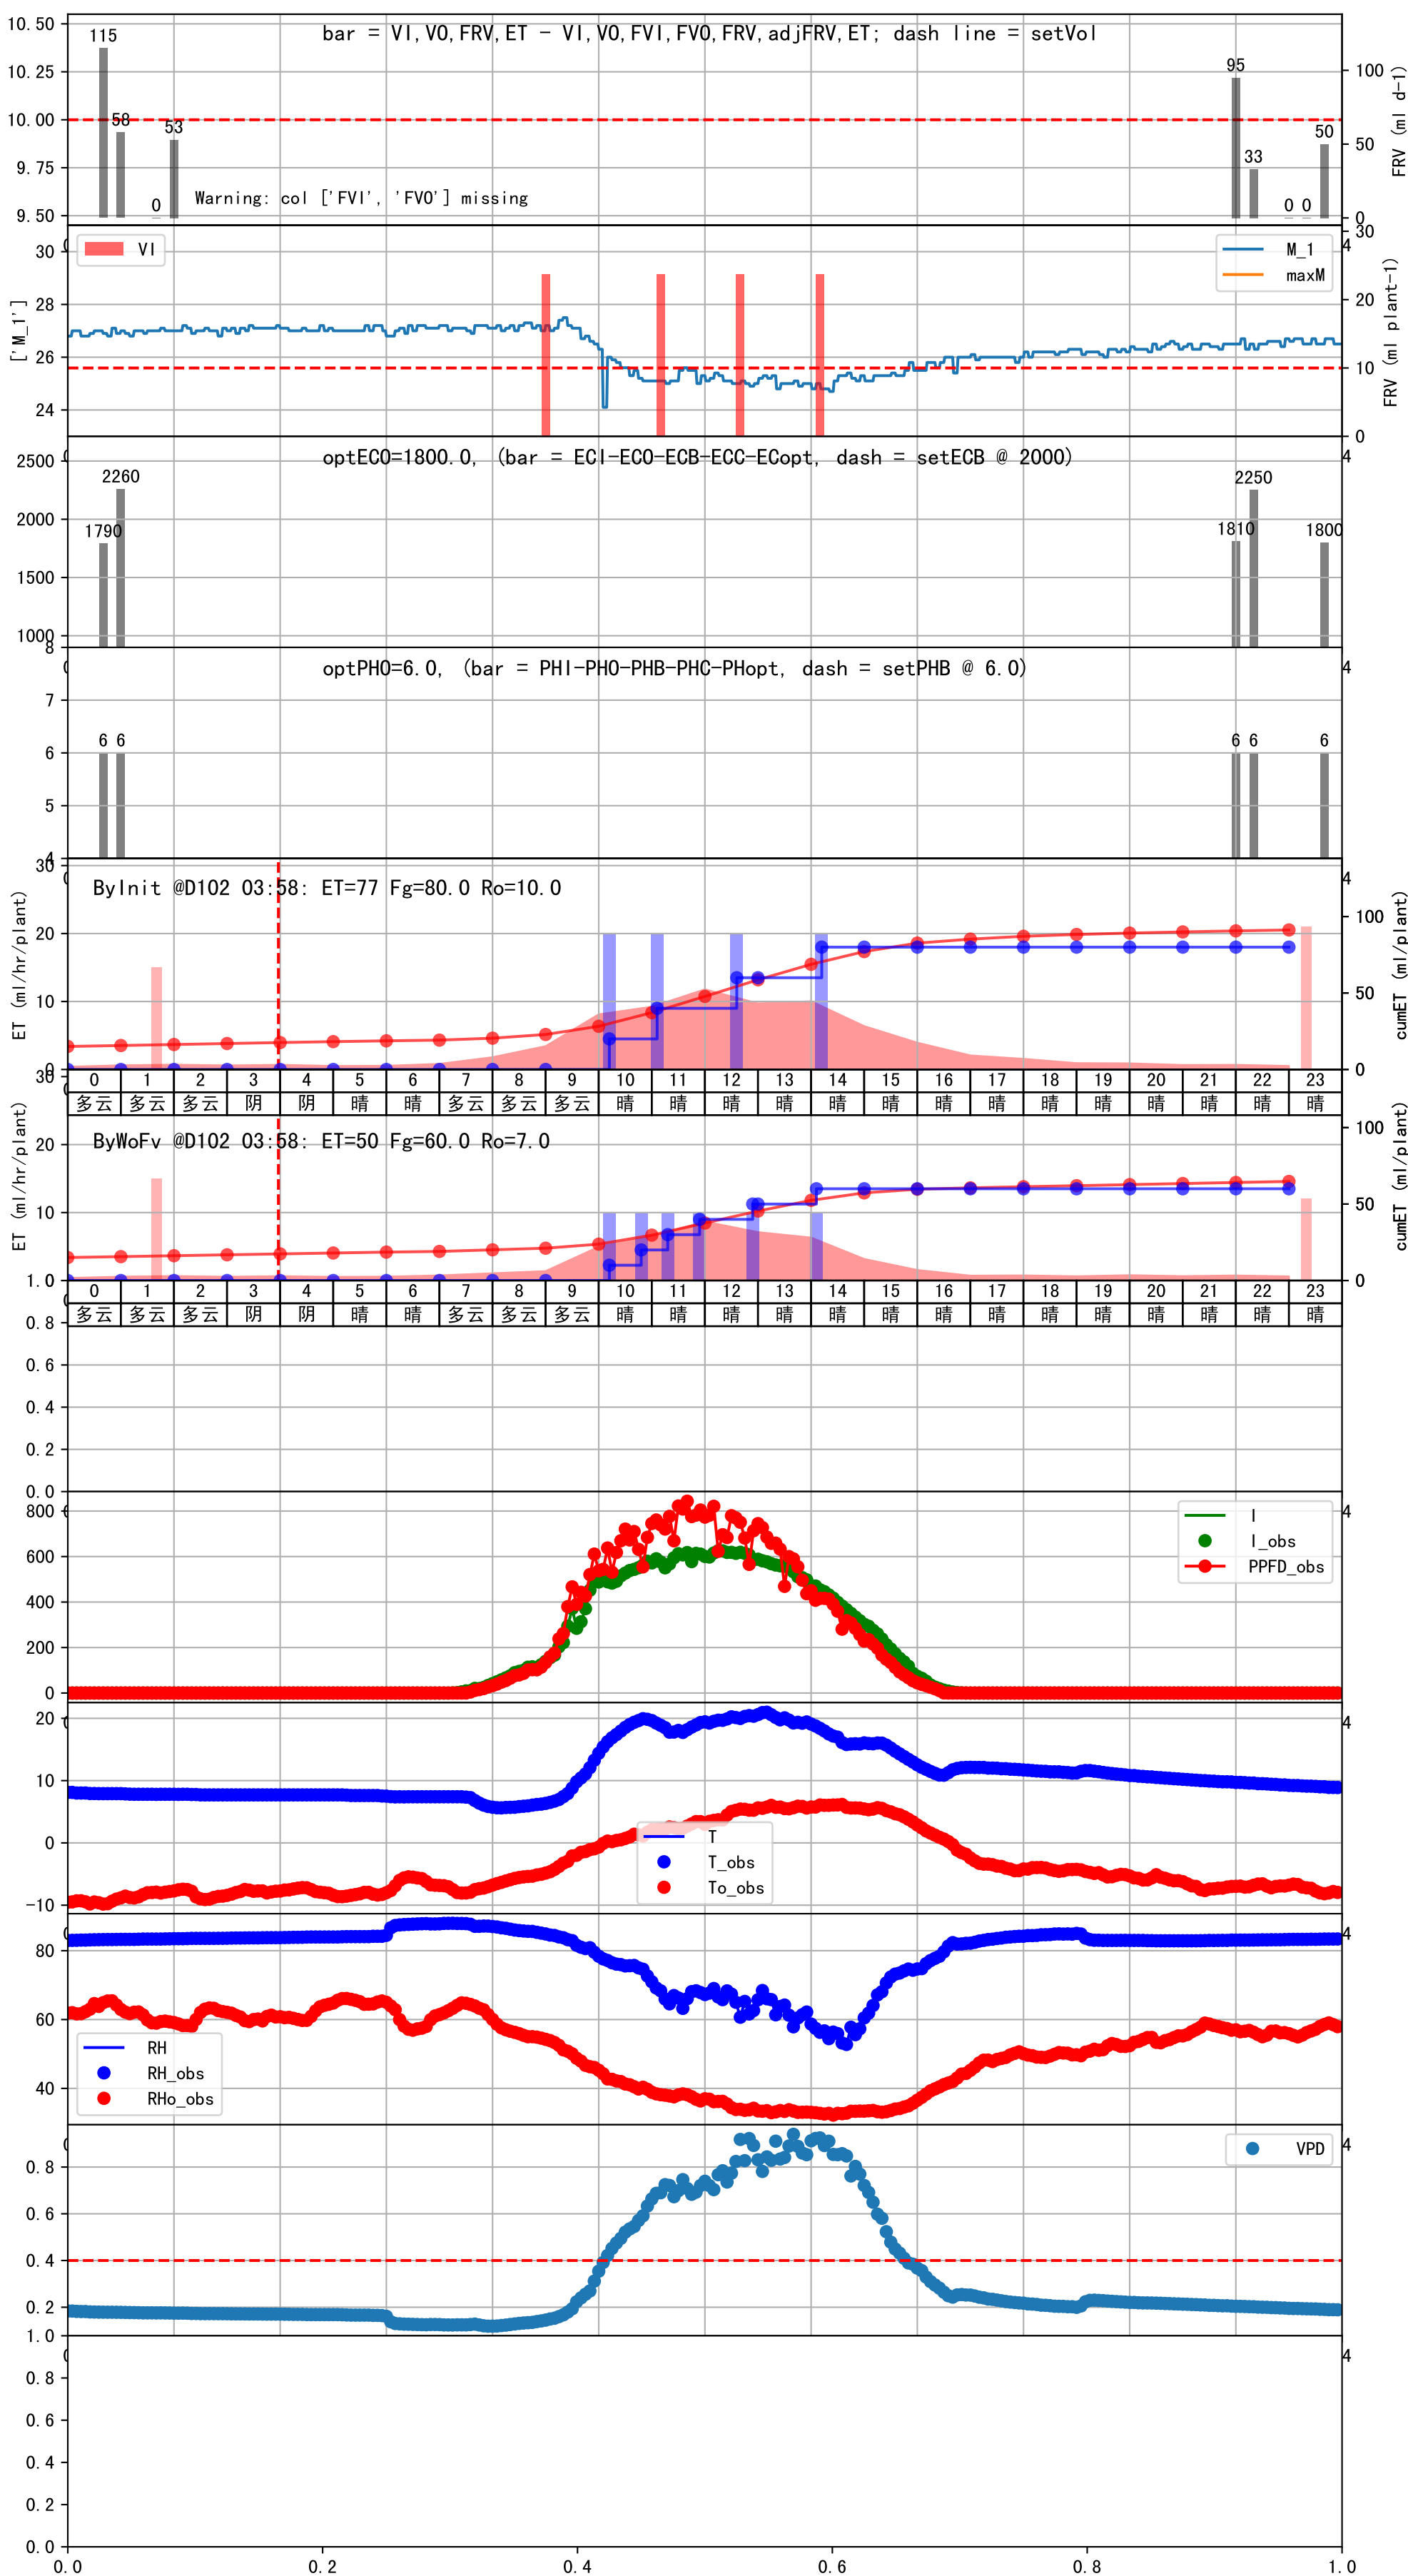 bar = VI,VO,FRV,ET - VI,VO,FVI,FVO,FRV,adjFRV,ET; dash line = setVol
10.50
10.25
10.00
9.75
9.50
115
58
0
53
Warning: col ['FVI', 'FVO'] missing
95
33
0 0
50
100
50
0
FRV (ml d-1)
VI
M_1
maxM
30
28
26
24
['M_1']
30
4
20
10
0
FRV (ml plant-1)
optECO=1800.0, (bar = ECI-ECO-ECB-ECC-ECopt, dash = setECB @ 2000)
2500
2000
1500
1000
1790
2260
1810
2250
1800
4
optPHO=6.0, (bar = PHI-PHO-PHB-PHC-PHopt, dash = setPHB @ 6.0)
8
7
6
5
4
6 6
6 6
6
4
ByInit @D102 03:58: ET=77 Fg=80.0 Ro=10.0
30
20
10
0
ET (ml/hr/plant)
4
100
50
0
cumET (ml/plant)
0 1 2 3 4 5 6 7 8 9 10 11 12 13 14 15 16 17 18 19 20 21 22 23
多云 多云 多云 阴 阴 晴 晴 多云 多云 多云 晴 晴 晴 晴 晴 晴 晴 晴 晴 晴 晴 晴 晴 晴
ByWoFv @D102 03:58: ET=50 Fg=60.0 Ro=7.0
30
20
10
ET (ml/hr/plant)
100
50
0
cumET (ml/plant)
0 1 2 3 4 5 6 7 8 9 10 11 12 13 14 15 16 17 18 19 20 21 22 23
多云 多云 多云 阴 阴 晴 晴 多云 多云 多云 晴 晴 晴 晴 晴 晴 晴 晴 晴 晴 晴 晴 晴 晴
1.0
0.8
0.6
0.4
0.2
0.0
800
600
400
200
0
I
I_obs
PPFD_obs
4
20
10
0
-10
T
T_obs
To_obs
4
80
60
40
RH
RH_obs
RHo_obs
4
0.8
0.6
0.4
0.2
VPD
4
1.0
0.8
0.6
0.4
0.2
0.0
4
0.0 0.2 0.4 0.6 0.8 1.0